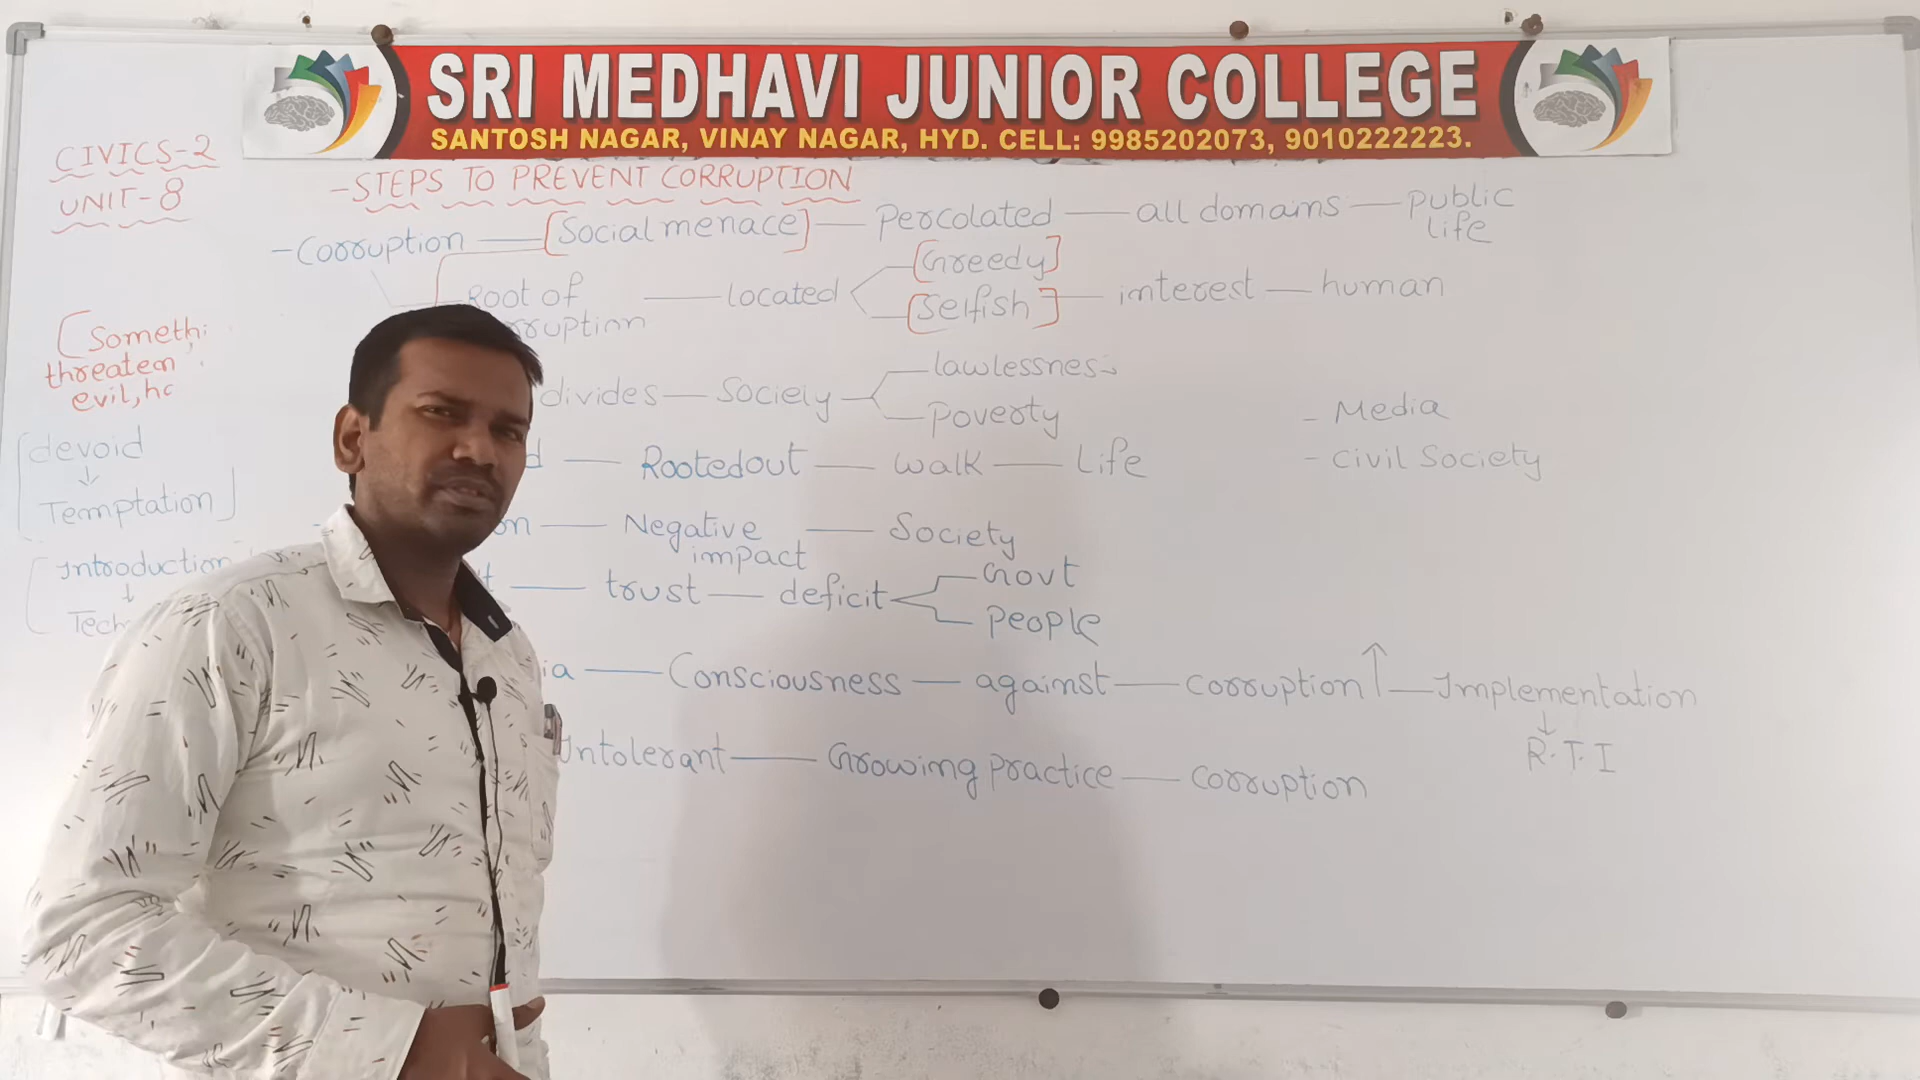 SRI MEDHAVI JUNIOR COLLEGE
SANTOSH NAGAR, VINAY NAGAR, HYD. CELL: 9985202073, 9010222223.
CIVICS-2
UNIT-8
- STEPS TO PREVENT CORRUPTION
- Corruption — [Social menace] — Percolated — all domains — Public life
Root of — located — [Greedy]
[Selfish] — interest — human
[Someth
threaten
evil, ha
divides — Society — lawlessness
Poverty
- Media
- Civil Society
[devoid
↓
Temptation]
Rootedout — Walk — Life
Negative impact — Society
[Introduction
↓
Tech
trust — deficit — Govt
People
Consciousness — against — Corruption ↑ — Implementation
↓
R.T.I
Intolerant — Growing practice — Corruption